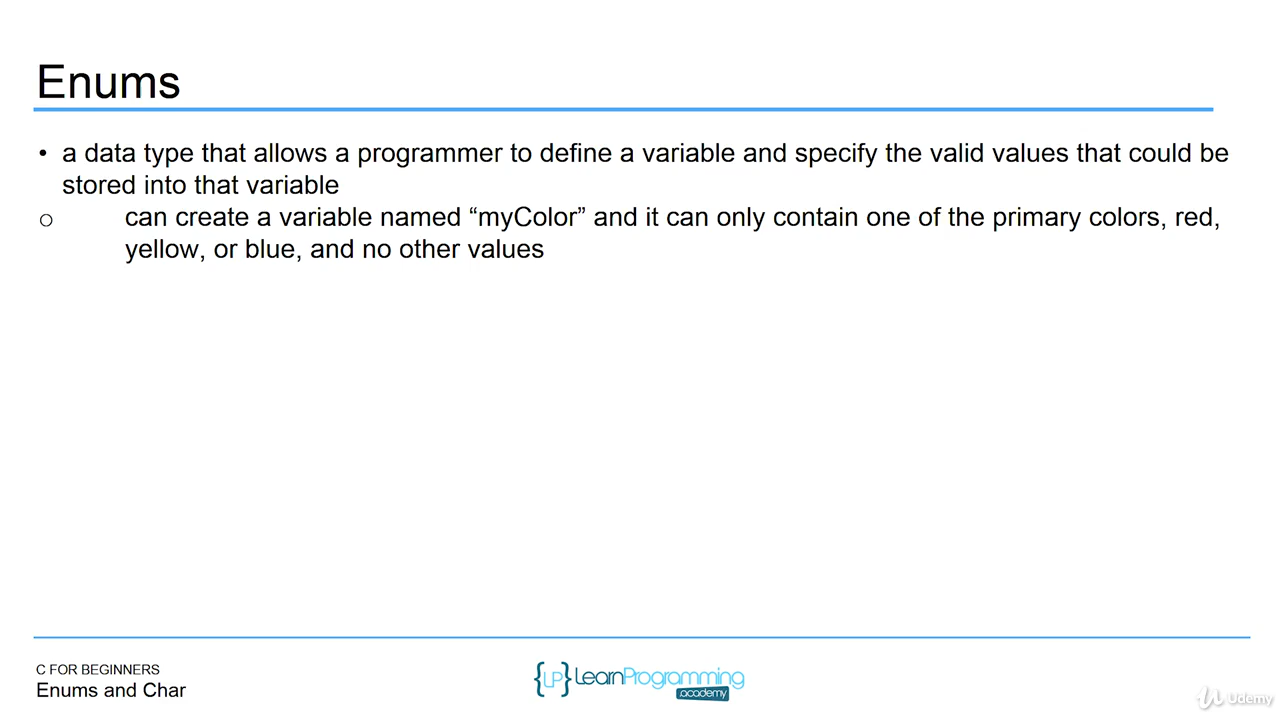 Enums
• a data type that allows a programmer to define a variable and specify the valid values that could be
stored into that variable
○ can create a variable named “myColor” and it can only contain one of the primary colors, red,
yellow, or blue, and no other values
C FOR BEGINNERS
Enums and Char
{LP} LearnProgramming
.academy
Udemy